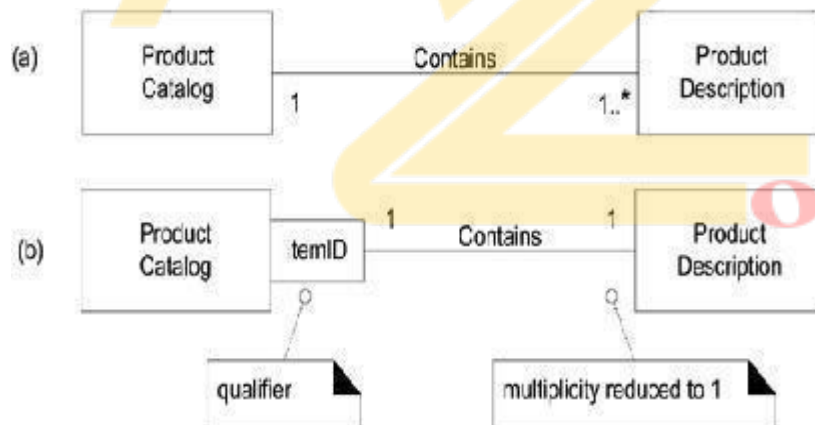 (a)
Product
Catalog
Contains
1
1..*
Product
Description
(b)
Product
Catalog
temID
1
Contains
1
Product
Description
qualifier
multiplicity reduced to 1